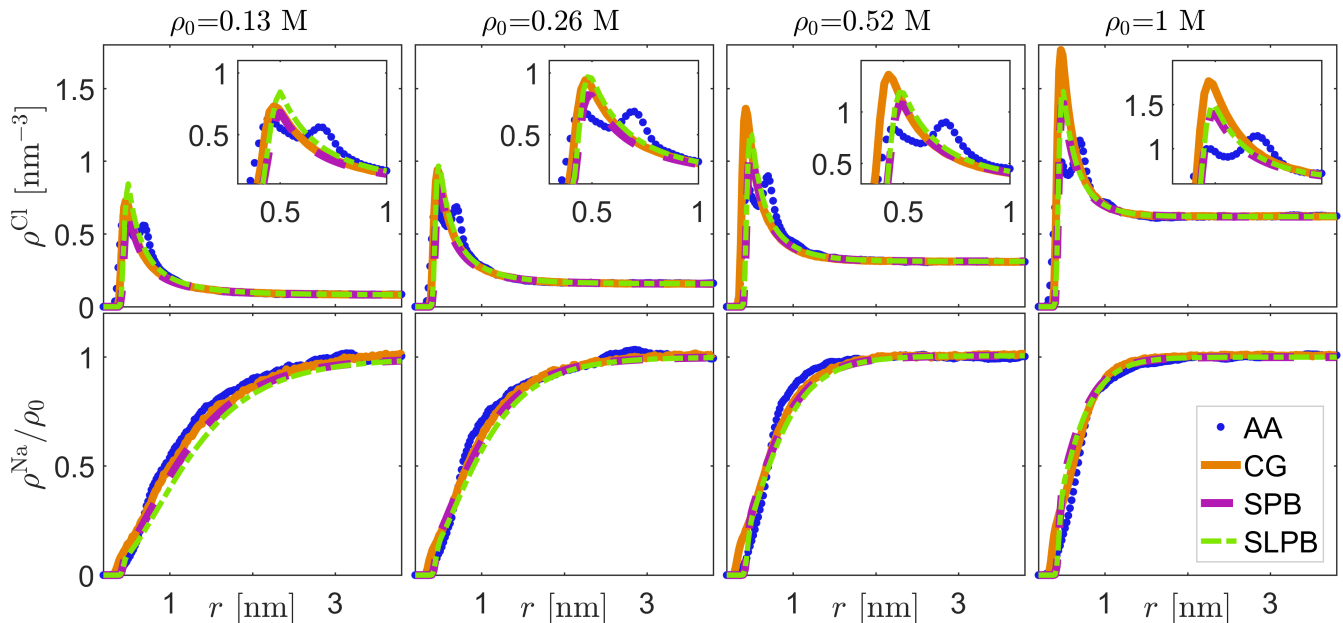 ρ₀=0.13 M ρ₀=0.26 M ρ₀=0.52 M ρ₀=1 M
ρ^Cl [nm⁻³]
1.5
1
0.5
0
1
0.5
0.5 1
1
0.5
0.5 1
1
0.5
0.5 1
1.5
1
0.5 1
ρ^Na/ρ₀
1
0.5
0
AA
CG
SPB
SLPB
1 r [nm] 3 1 r [nm] 3 1 r [nm] 3 1 r [nm] 3